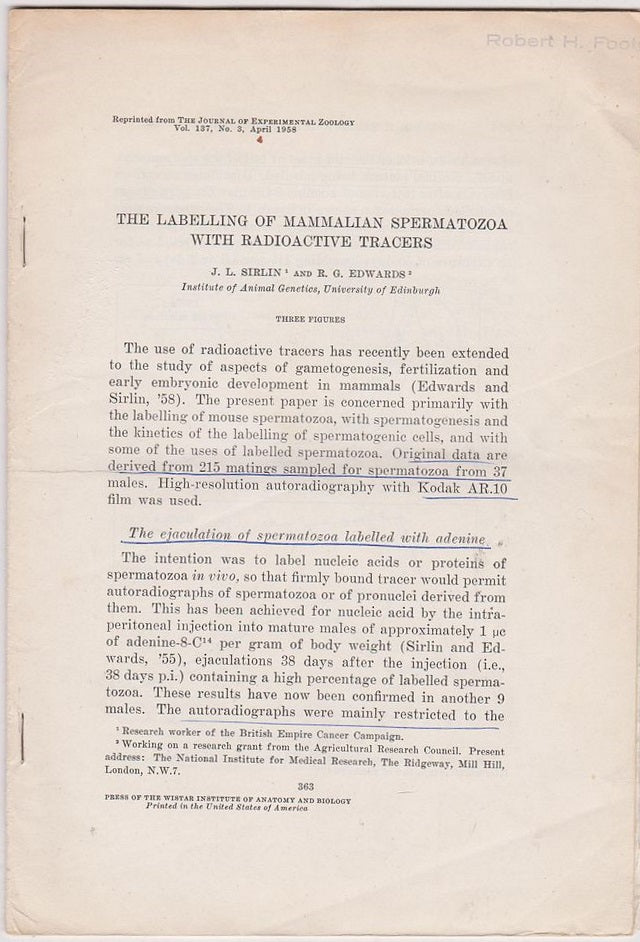 Robert H. Foot
Reprinted from THE JOURNAL OF EXPERIMENTAL ZOOLOGY
Vol. 137, No. 3, April 1958
4
THE LABELLING OF MAMMALIAN SPERMATOZOA
WITH RADIOACTIVE TRACERS
J. L. SIRLIN ¹ AND R. G. EDWARDS ²
Institute of Animal Genetics, University of Edinburgh
THREE FIGURES
The use of radioactive tracers has recently been extended
to the study of aspects of gametogenesis, fertilization and
early embryonic development in mammals (Edwards and
Sirlin, '58). The present paper is concerned primarily with
the labelling of mouse spermatozoa, with spermatogenesis and
the kinetics of the labelling of spermatogenic cells, and with
some of the uses of labelled spermatozoa. Original data are
derived from 215 matings sampled for spermatozoa from 37
males. High-resolution autoradiography with Kodak AR.10
film was used.
The ejaculation of spermatozoa labelled with adenine.
The intention was to label nucleic acids or proteins of
spermatozoa in vivo, so that firmly bound tracer would permit
autoradiographs of spermatozoa or of pronuclei derived from
them. This has been achieved for nucleic acid by the intra-
peritoneal injection into mature males of approximately 1 μc
of adenine-8-C¹⁴ per gram of body weight (Sirlin and Ed-
wards, '55), ejaculations 38 days after the injection (i.e.,
38 days p.i.) containing a high percentage of labelled sperma-
tozoa. These results have now been confirmed in another 9
males. The autoradiographs were mainly restricted to the
¹ Research worker of the British Empire Cancer Campaign.
² Working on a research grant from the Agricultural Research Council. Present
address: The National Institute for Medical Research, The Ridgeway, Mill Hill,
London, N.W.7.
363
PRESS OF THE WISTAR INSTITUTE OF ANATOMY AND BIOLOGY
Printed in the United States of America